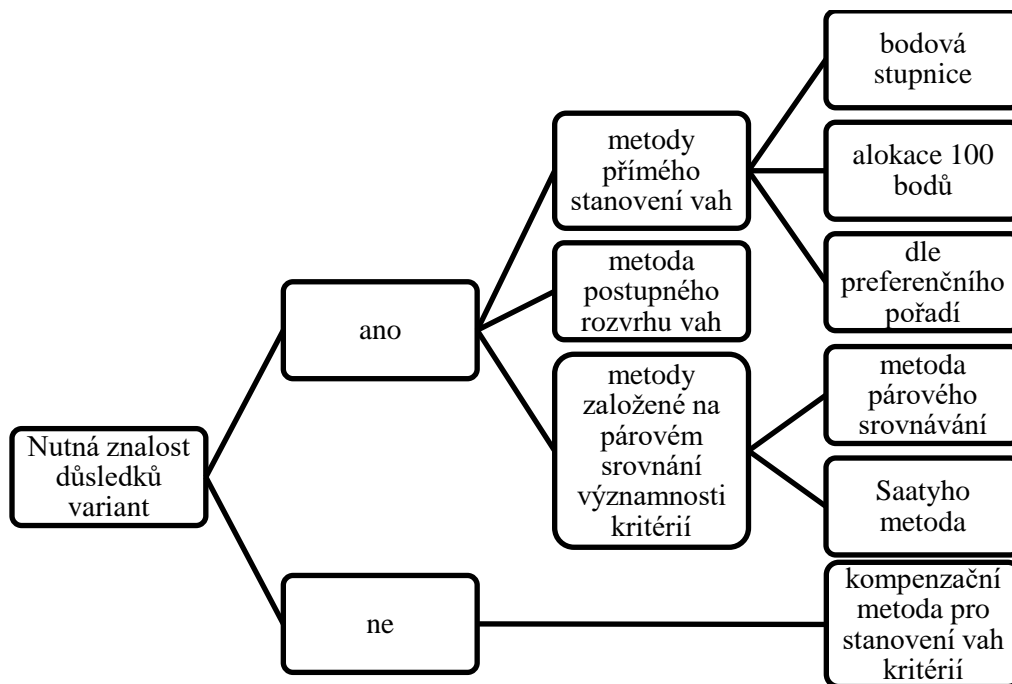 Nutná znalost
důsledků
variant
ano
ne
metody
přímého
stanovení vah
metoda
postupného
rozvrhu vah
metody
založené na
párovém
srovnání
významnosti
kritérií
bodová
stupnice
alokace 100
bodů
dle
preferenčního
pořadí
metoda
párového
srovnávání
Saatyho
metoda
kompenzační
metoda pro
stanovení vah
kritérií